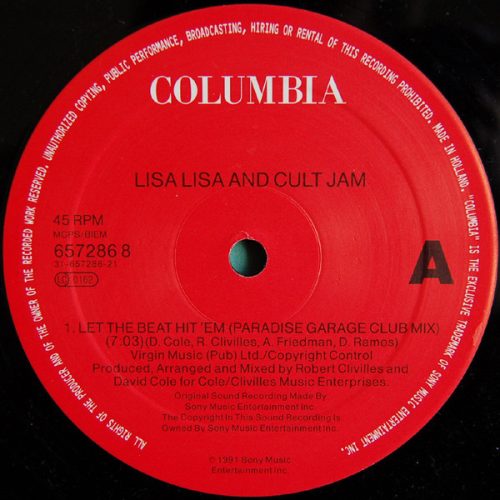 ALL RIGHTS OF THE PRODUCER AND OF THE OWNER OF THE RECORDED WORK RESERVED. UNAUTHORIZED COPYING, PUBLIC PERFORMANCE, BROADCASTING, HIRING OR RENTAL OF THIS RECORDING PROHIBITED. MADE IN HOLLAND. "COLUMBIA" IS THE EXCLUSIVE TRADEMARK OF SONY MUSIC ENTERTAINMENT INC.
COLUMBIA
LISA LISA AND CULT JAM
45 RPM
MCPS/BIEM
657286 8
31-657286-21
LC 0162
A
1. LET THE BEAT HIT 'EM (PARADISE GARAGE CLUB MIX)
(7.03)(D. Cole, R. Clivilles, A. Friedman, D. Ramos)
Virgin Music (Pub) Ltd./Copyright Control
Produced, Arranged and Mixed by Robert Clivilles and
David Cole for Cole/Clivilles Music Enterprises.
Original Sound Recording Made By
Sony Music Entertainment Inc.
The Copyright In This Sound Recording Is
Owned By Sony Music Entertainment Inc.
© 1991 Sony Music
Entertainment Inc.